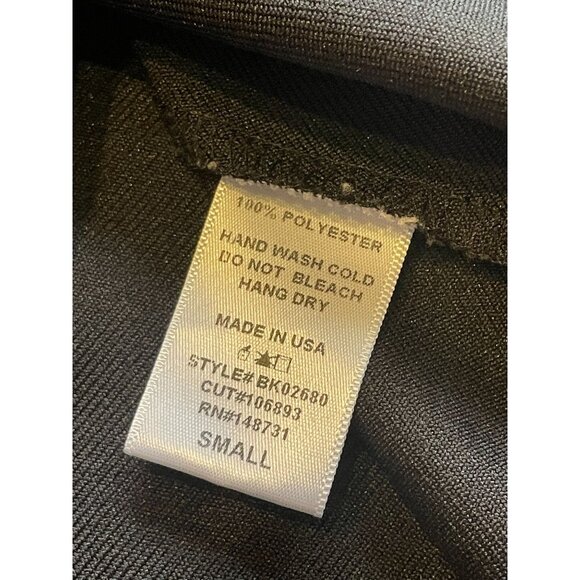 100% POLYESTER
HAND WASH COLD
DO NOT BLEACH
HANG DRY
MADE IN USA
STYLE# BK02680
CUT#106893
RN#148731
SMALL